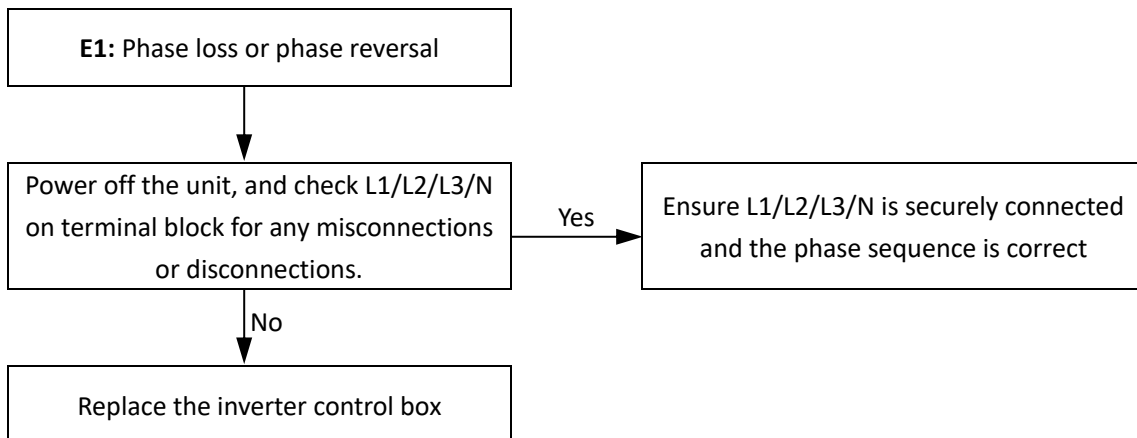 E1: Phase loss or phase reversal
Power off the unit, and check L1/L2/L3/N
on terminal block for any misconnections
or disconnections.
Yes
Ensure L1/L2/L3/N is securely connected
and the phase sequence is correct
No
Replace the inverter control box